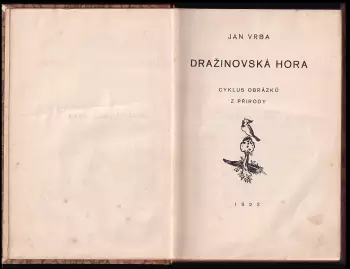 JAN VRBA
DRAŽINOVSKÁ HORA
CYKLUS OBRÁZKŮ
Z PŘÍRODY
1922